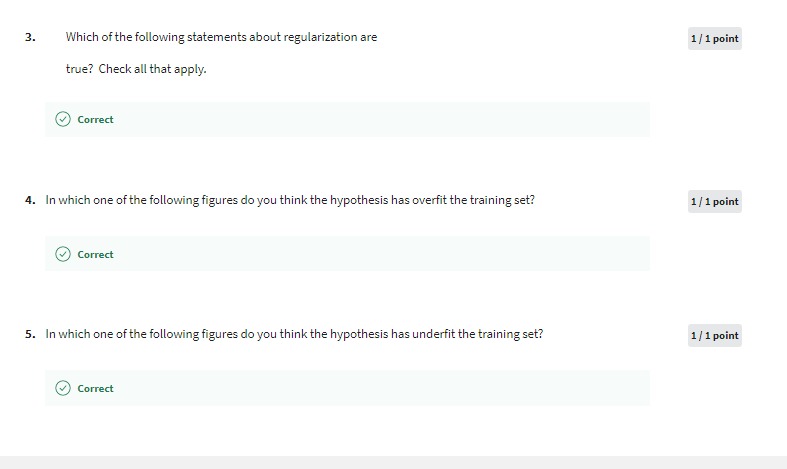 3. Which of the following statements about regularization are
1 / 1 point
true? Check all that apply.
Correct
4. In which one of the following figures do you think the hypothesis has overfit the training set?
1 / 1 point
Correct
5. In which one of the following figures do you think the hypothesis has underfit the training set?
1 / 1 point
Correct